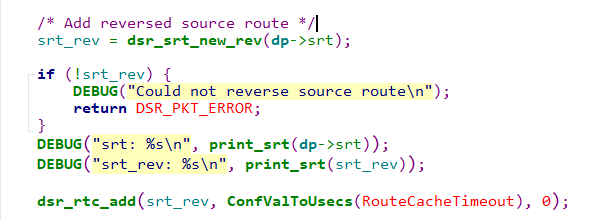 /* Add reversed source route */
srt_rev = dsr_srt_new_rev(dp->srt);
if (!srt_rev) {
DEBUG("Could not reverse source route\n");
return DSR_PKT_ERROR;
}
DEBUG("srt: %s\n", print_srt(dp->srt));
DEBUG("srt_rev: %s\n", print_srt(srt_rev));
dsr_rtc_add(srt_rev, ConfValToUsecs(RouteCacheTimeout), 0);